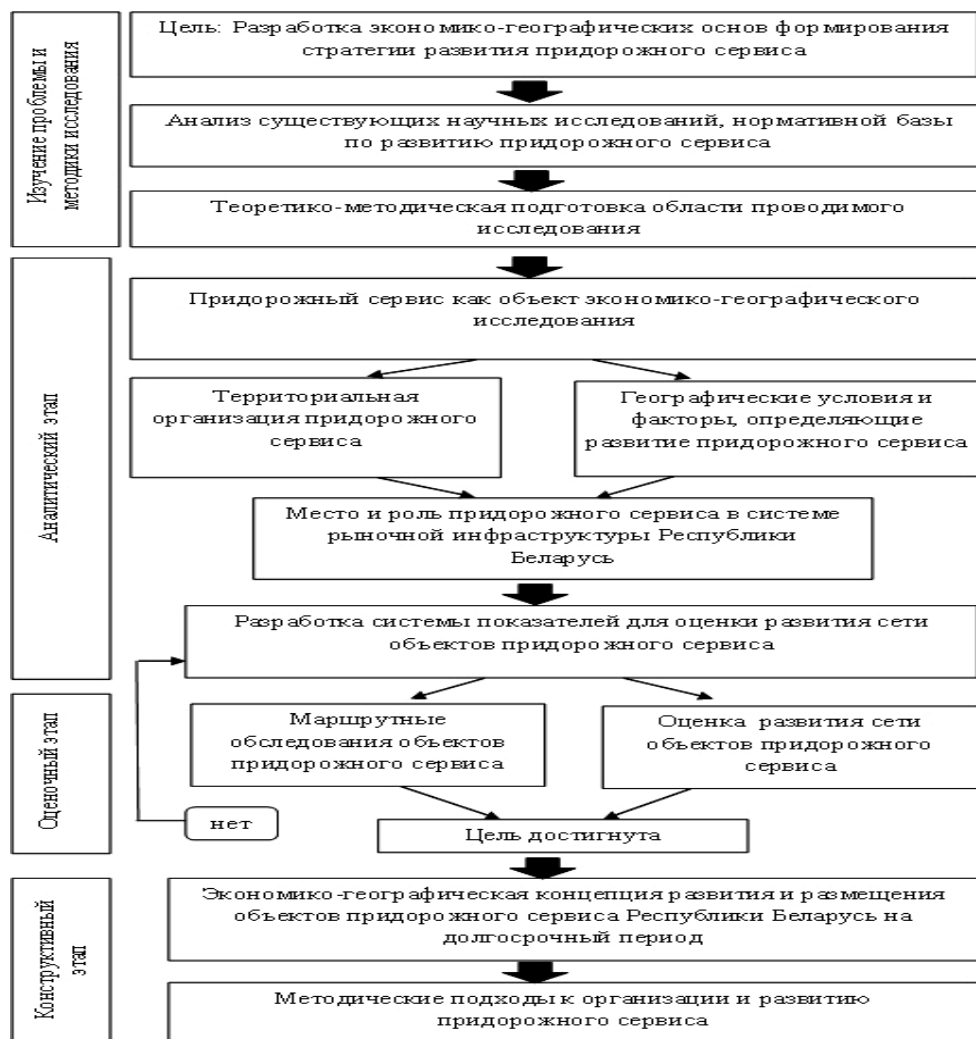 Изучение проблемы и
методики исследования
Цель: Разработка экономико-географических основ формирования
стратегии развития придорожного сервиса
Анализ существующих научных исследований, нормативной базы
по развитию придорожного сервиса
Теоретико-методическая подготовка области проводимого
исследования
Аналитический этап
Придорожный сервис как объект экономико-географического
исследования
Территориальная
организация придорожного
сервиса
Географические условия и
факторы, определяющие
развитие придорожного сервиса
Место и роль придорожного сервиса в системе
рыночной инфраструктуры Республики
Беларусь
Разработка системы показателей для оценки развития сети
объектов придорожного сервиса
Оценочный этап
Маршрутные
обследования объектов
придорожного сервиса
Оценка развития сети
объектов придорожного
сервиса
нет
Цель достигнута
Конструктивный
этап
Экономико-географическая концепция развития и размещения
объектов придорожного сервиса Республики Беларусь на
долгосрочный период
Методические подходы к организации и развитию
придорожного сервиса